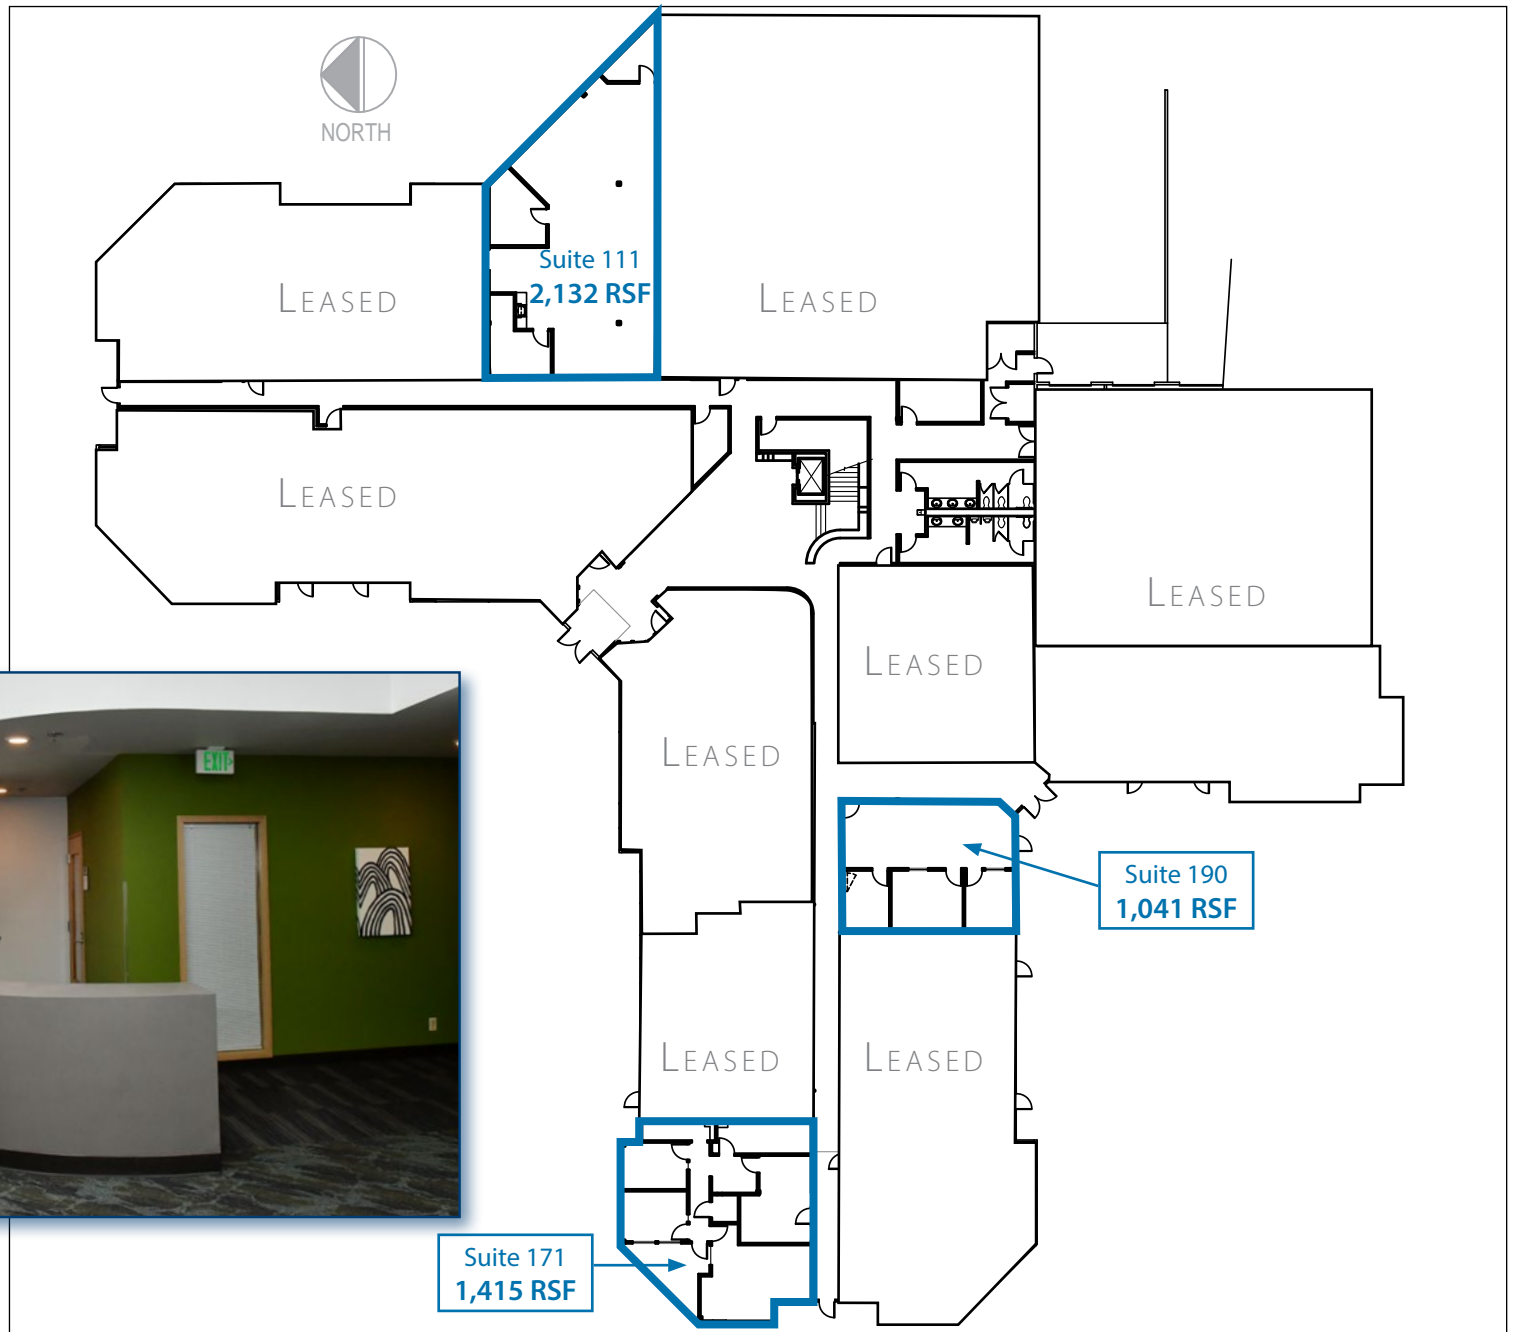 NORTH
Suite 111
2,132 RSF
LEASED
LEASED
LEASED
LEASED
LEASED
LEASED
EXIT
Suite 190
1,041 RSF
LEASED
LEASED
Suite 171
1,415 RSF